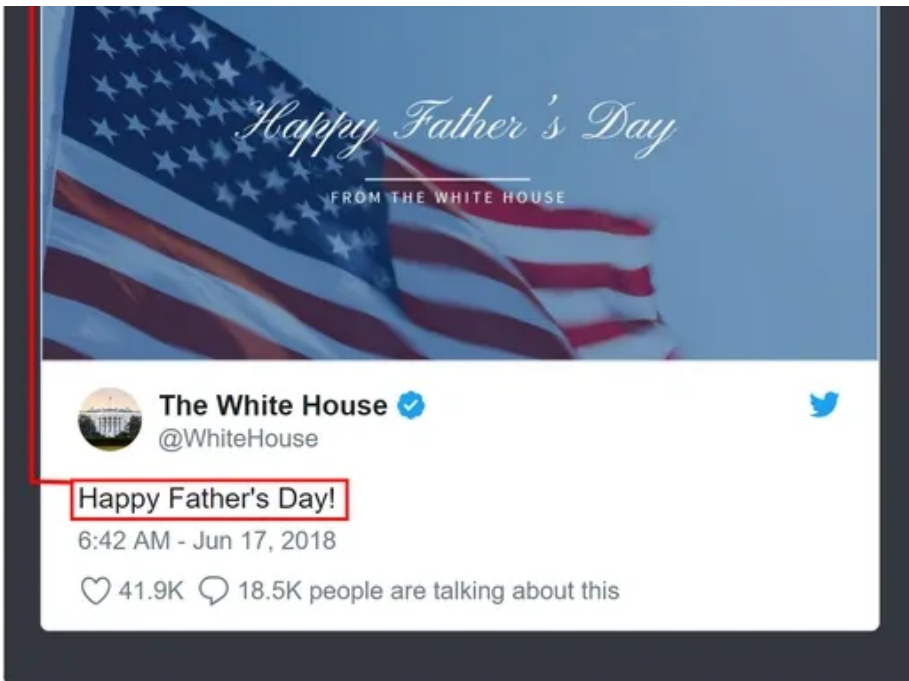 Happy Father's Day
FROM THE WHITE HOUSE
The White House
@WhiteHouse
Happy Father's Day!
6:42 AM - Jun 17, 2018
41.9K 18.5K people are talking about this